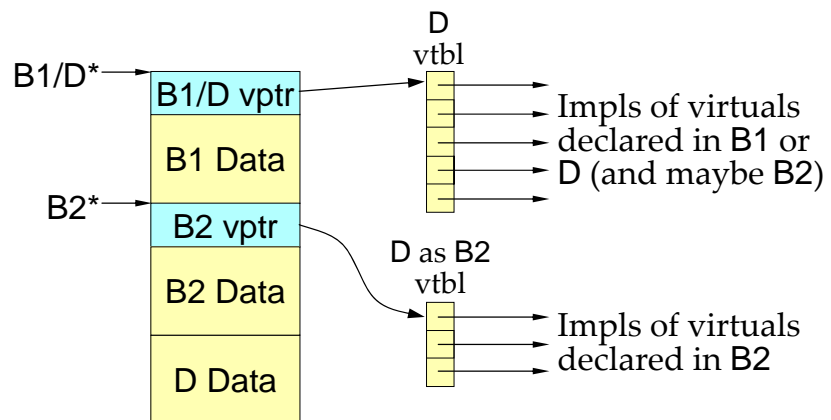 B1/D*
B1/D vptr
B1 Data
B2*
B2 vptr
B2 Data
D Data
D
vtbl
Impls of virtuals
declared in B1 or
D (and maybe B2)
D as B2
vtbl
Impls of virtuals
declared in B2